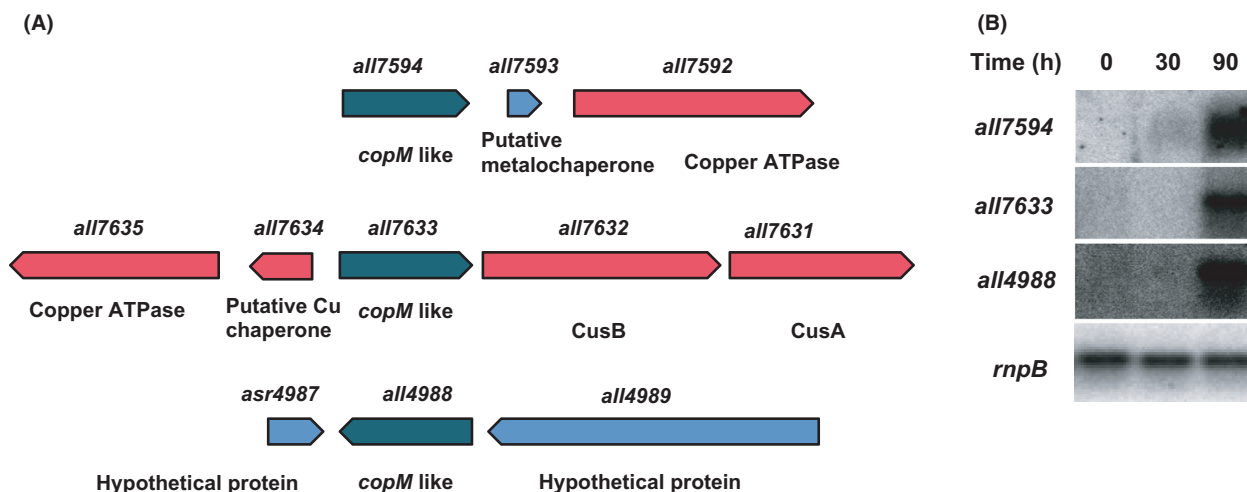 (A)
all7594 all7593 all7592
copM like Putative metalochaperone Copper ATPase
all7635 all7634 all7633 all7632 all7631
Copper ATPase Putative Cu chaperone copM like CusB CusA
asr4987 all4988 all4989
Hypothetical protein copM like Hypothetical protein
(B)
Time (h) 0 30 90
all7594
all7633
all4988
rnpB